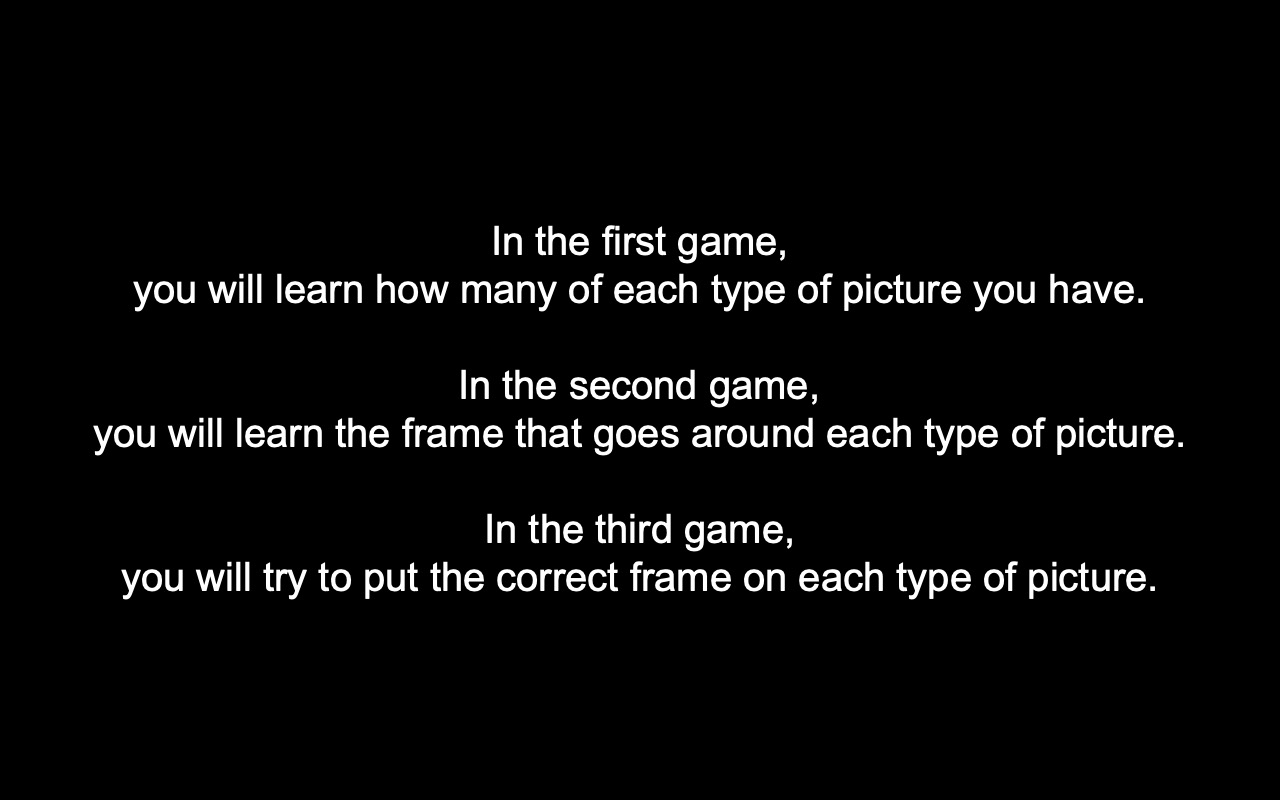 In the first game,
you will learn how many of each type of picture you have.
In the second game,
you will learn the frame that goes around each type of picture.
In the third game,
you will try to put the correct frame on each type of picture.